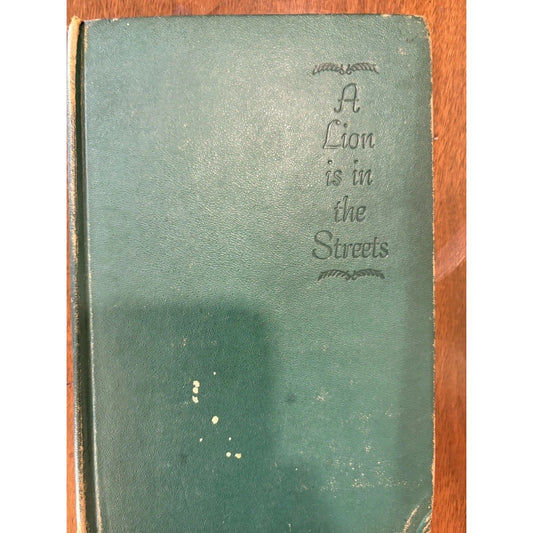 A
Lion
is in
the
Streets